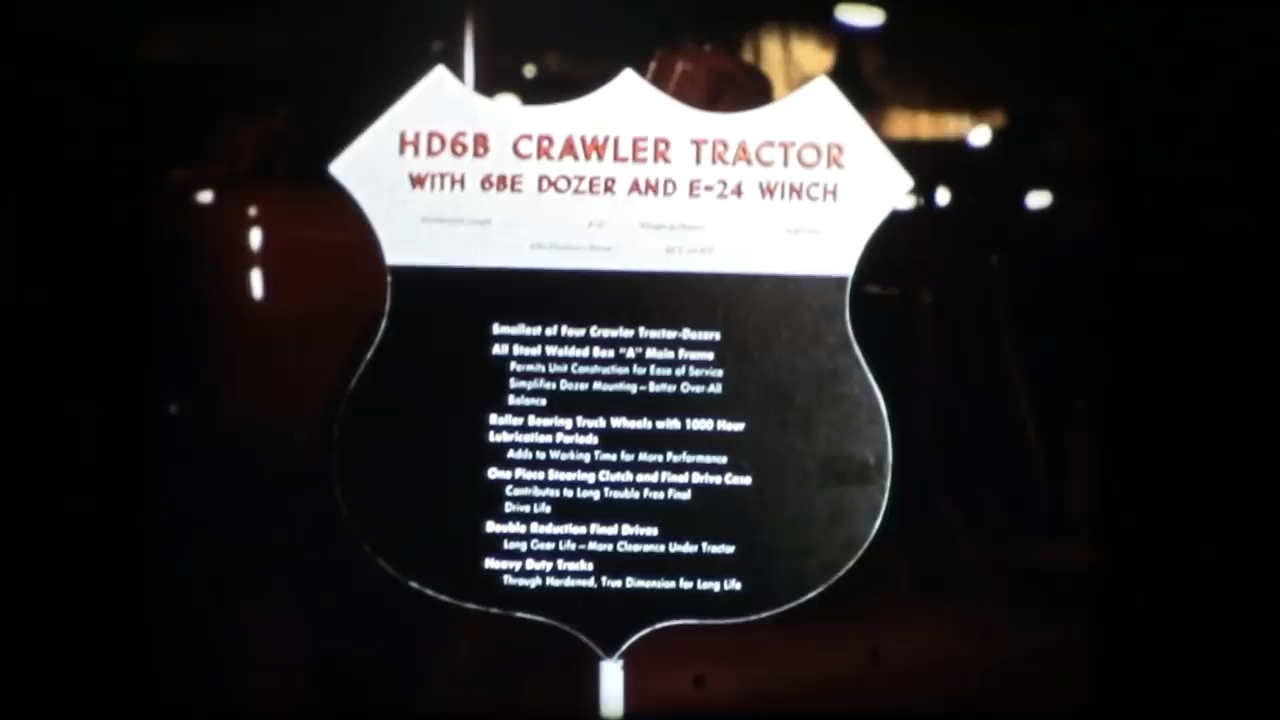 HD6B CRAWLER TRACTOR
WITH 6BE DOZER AND E-24 WINCH
Smallest of Four Crawler Tractor-Dozers
All Steel Welded Box "A" Main Frame
Permits Unit Construction for Ease of Service
Simplifies Dozer Mounting – Better Over-All
Balance
Roller Bearing Truck Wheels with 1000 Hour
Lubrication Periods
Adds to Working Time for More Performance
One Piece Steering Clutch and Final Drive Case
Contributes to Long Trouble Free Final
Drive Life
Double Reduction Final Drives
Long Gear Life – More Clearance Under Tractor
Heavy Duty Tracks
Through Hardened, True Dimension for Long Life